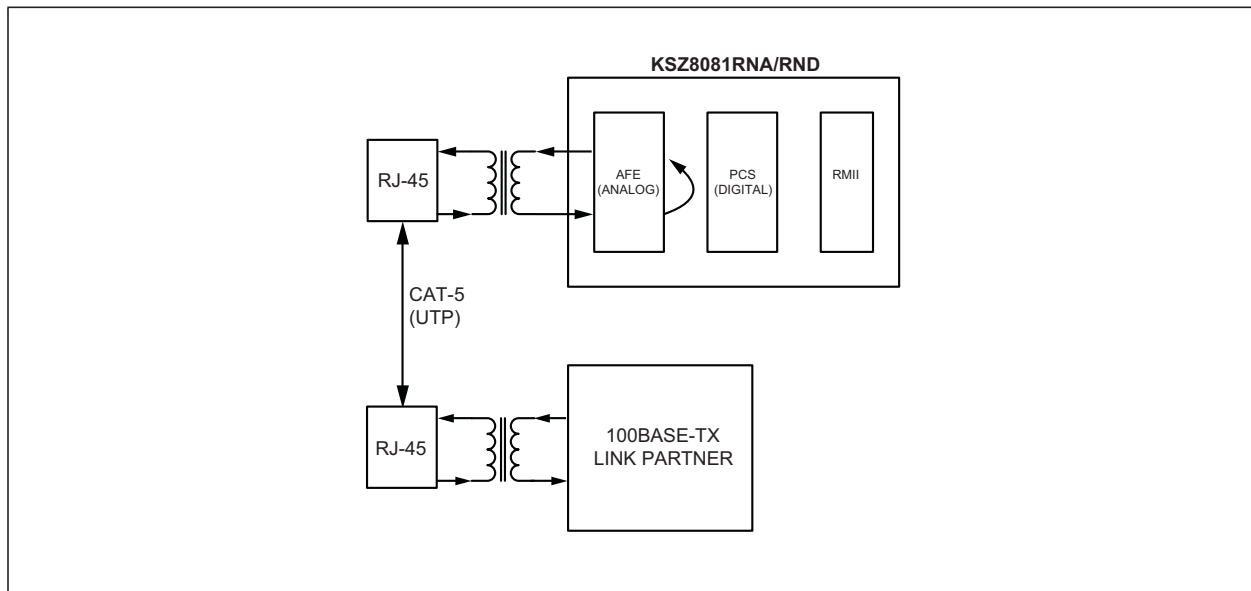 KSZ8081RNA/RND
RJ-45
AFE
(ANALOG)
PCS
(DIGITAL)
RMII
CAT-5
(UTP)
RJ-45
100BASE-TX
LINK PARTNER